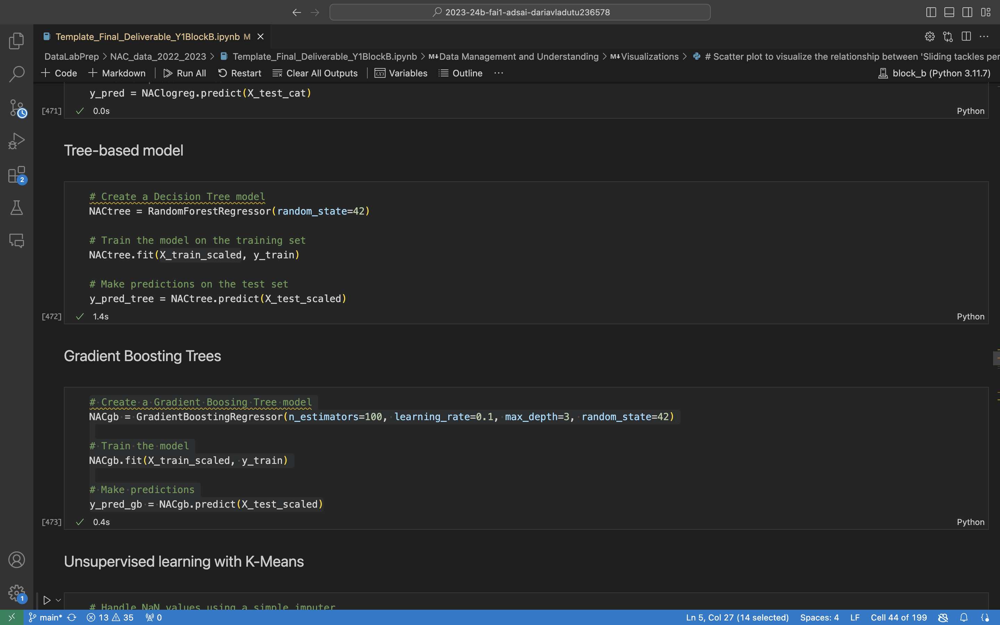 2023-24b-fai1-adsai-dariavladutu236578
Template_Final_Deliverable_Y1BlockB.ipynb M
DataLabPrep > NAC_data_2022_2023 > Template_Final_Deliverable_Y1BlockB.ipynb > M↓Data Management and Understanding > M↓Visualizations > # Scatter plot to visualize the relationship between 'Sliding tackles per
+ Code + Markdown Run All Restart Clear All Outputs Variables Outline ··· block_b (Python 3.11.7)
y_pred = NAClogreg.predict(X_test_cat)
[471] 0.0s Python
Tree-based model
# Create a Decision Tree model
NACtree = RandomForestRegressor(random_state=42)
# Train the model on the training set
NACtree.fit(X_train_scaled, y_train)
# Make predictions on the test set
y_pred_tree = NACtree.predict(X_test_scaled)
[472] 1.4s Python
Gradient Boosting Trees
# Create a Gradient Boosing Tree model
NACgb = GradientBoostingRegressor(n_estimators=100, learning_rate=0.1, max_depth=3, random_state=42)
# Train the model
NACgb.fit(X_train_scaled, y_train)
# Make predictions
y_pred_gb = NACgb.predict(X_test_scaled)
[473] 0.4s Python
Unsupervised learning with K-Means
# Handle NaN values using a simple imputer
2
1
main* 13 35 0 Ln 5, Col 27 (14 selected) Spaces: 4 LF Cell 44 of 199